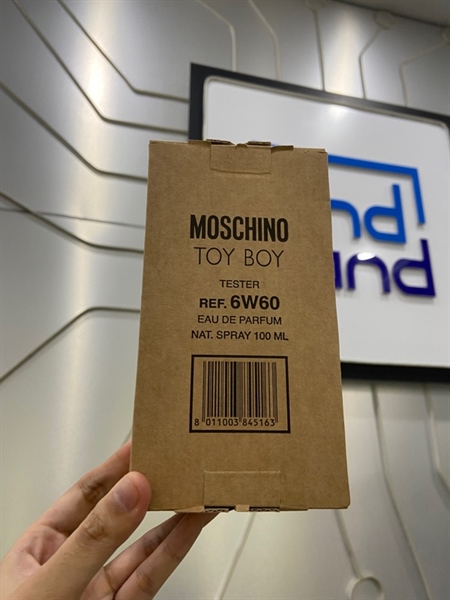 MOSCHINO
TOY BOY
TESTER
REF. 6W60
EAU DE PARFUM
NAT. SPRAY 100 ML
8 011003 845163